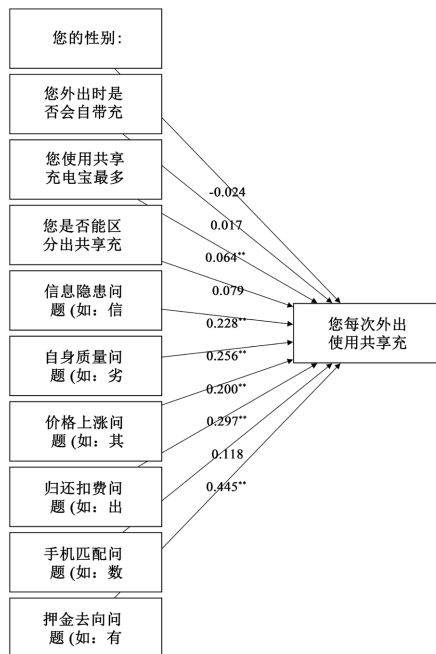 您的性别:
您外出时是
否会自带充
您使用共享
充电宝最多
您是否能区
分出共享充
信息隐患问
题 (如: 信
自身质量问
题 (如: 劣
价格上涨问
题 (如: 其
归还扣费问
题 (如: 出
手机匹配问
题 (如: 数
押金去向问
题 (如: 有
-0.024
0.017
0.064**
0.079
0.228**
0.256**
0.200**
0.297**
0.118
0.445**
您每次外出
使用共享充